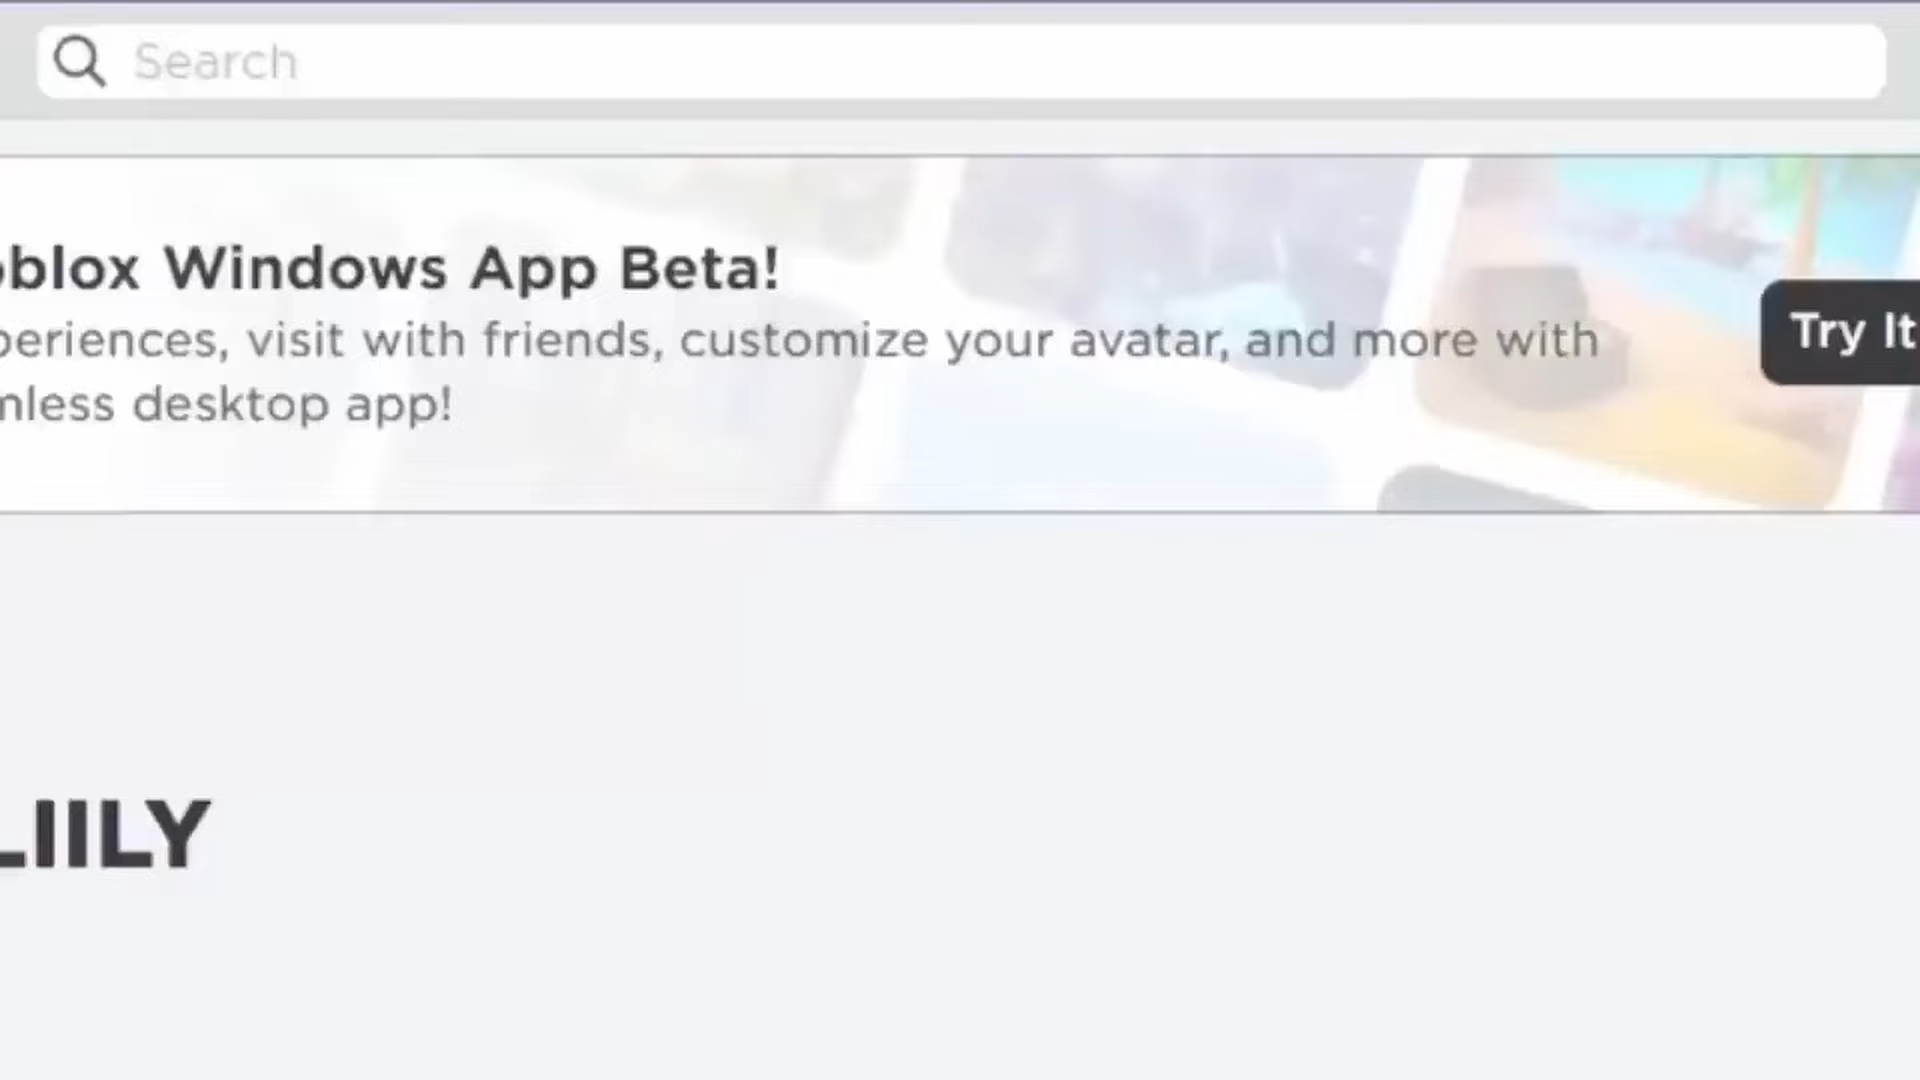 Search
oblox Windows App Beta!
periences, visit with friends, customize your avatar, and more with
mless desktop app!
Try It
LIILY